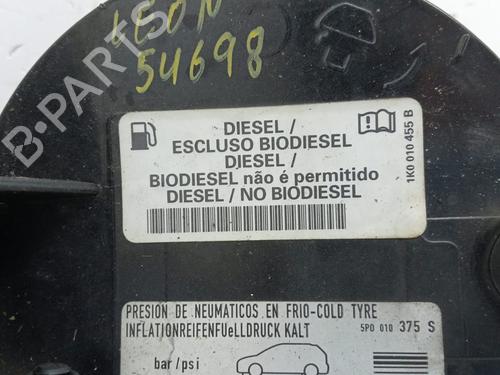 LEON
54698
DIESEL /
ESCLUSO BIODIESEL
DIESEL /
BIODIESEL não é permitido
DIESEL / NO BIODIESEL
1K0 010 455 B
PRESIÓN DE NEUMATICOS EN FRIO-COLD TYRE
INFLATIONREIFENFUeLLDRUCK KALT
5P0 010 375 S
bar/psi
B-PARTS